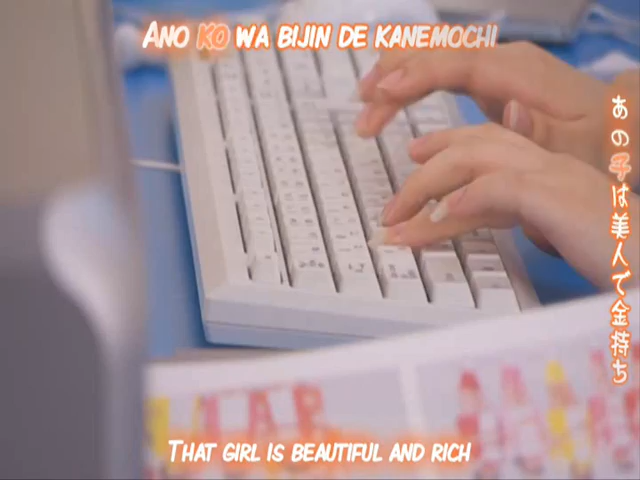 Ano ko wa bijin de kanemochi
あの子は美人で金持ち
That girl is beautiful and rich